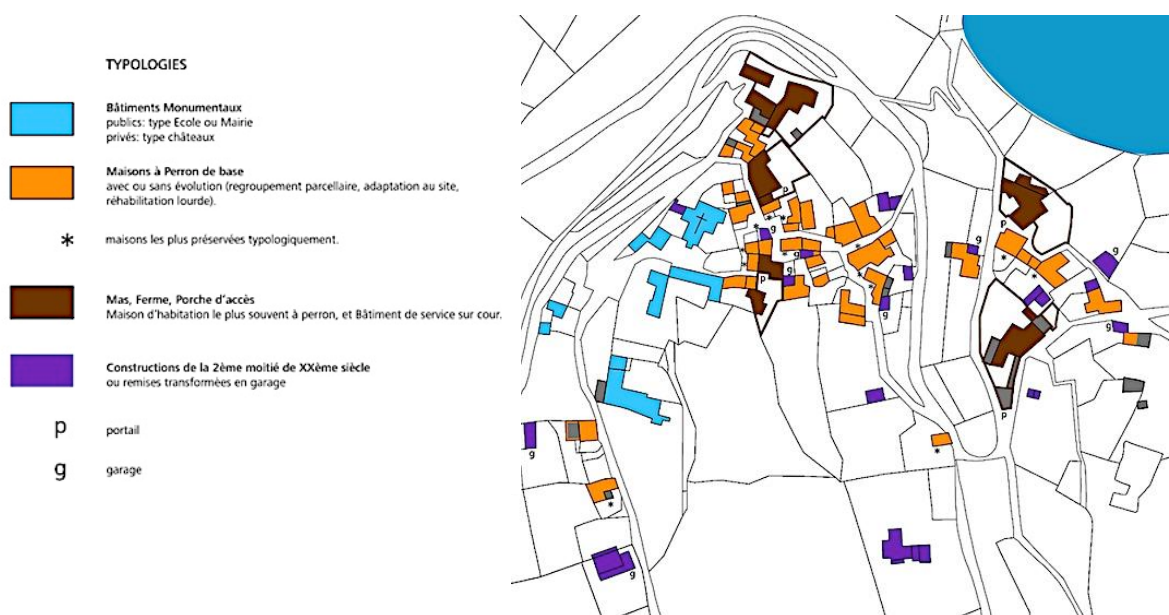 TYPOLOGIES
Bâtiments Monumentaux
publics: type Ecole ou Mairie
privés: type châteaux
Maisons à Perron de base
avec ou sans évolution (regroupement parcellaire, adaptation au site,
réhabilitation lourde).
* maisons les plus préservées typologiquement.
Mas, Ferme, Porche d'accès
Maison d'habitation le plus souvent à perron, et Bâtiment de service sur cour.
Constructions de la 2ème moitié de XXème siècle
ou remises transformées en garage
p portail
g garage
p
p
g
g
g
g
p
g
g
g
p
g
g